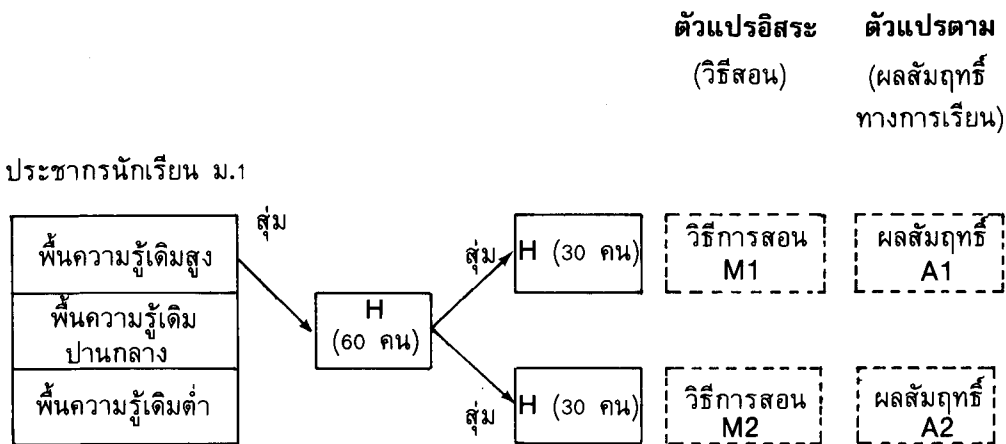 ตัวแปรอิสระ ตัวแปรตาม
(วิธีสอน) (ผลสัมฤทธิ์
ทางการเรียน)
ประชากรนักเรียน ม.1
สุ่ม
พื้นความรู้เดิมสูง
พื้นความรู้เดิม
ปานกลาง
พื้นความรู้เดิมต่ำ
H
(60 คน)
สุ่ม H (30 คน)
วิธีการสอน
M1
ผลสัมฤทธิ์
A1
สุ่ม H (30 คน)
วิธีการสอน
M2
ผลสัมฤทธิ์
A2